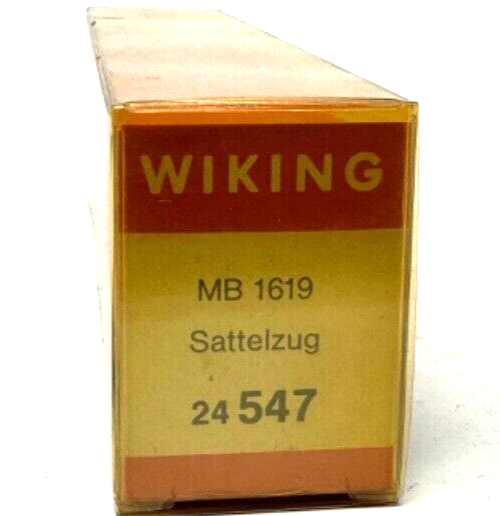 WIKING
MB 1619
Sattelzug
24 547